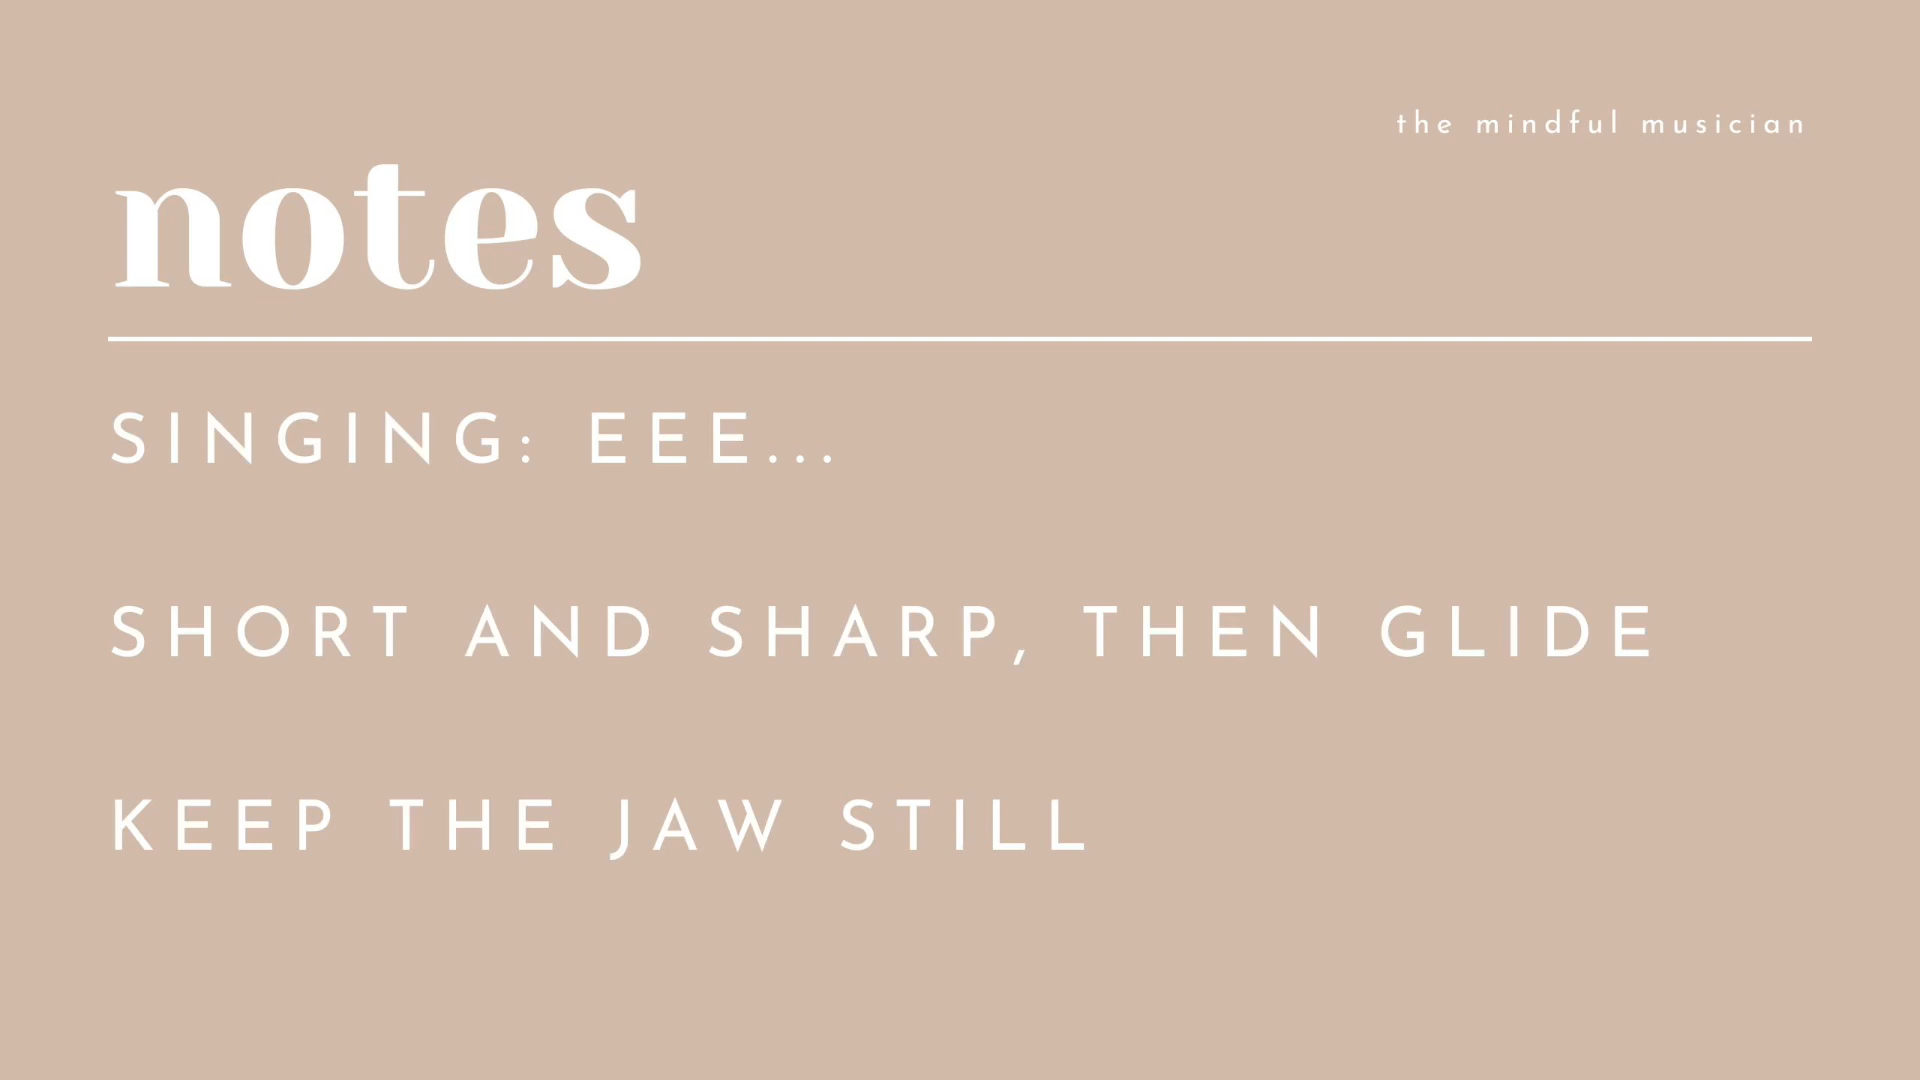 the mindful musician
notes
SINGING: EEE...
SHORT AND SHARP, THEN GLIDE
KEEP THE JAW STILL